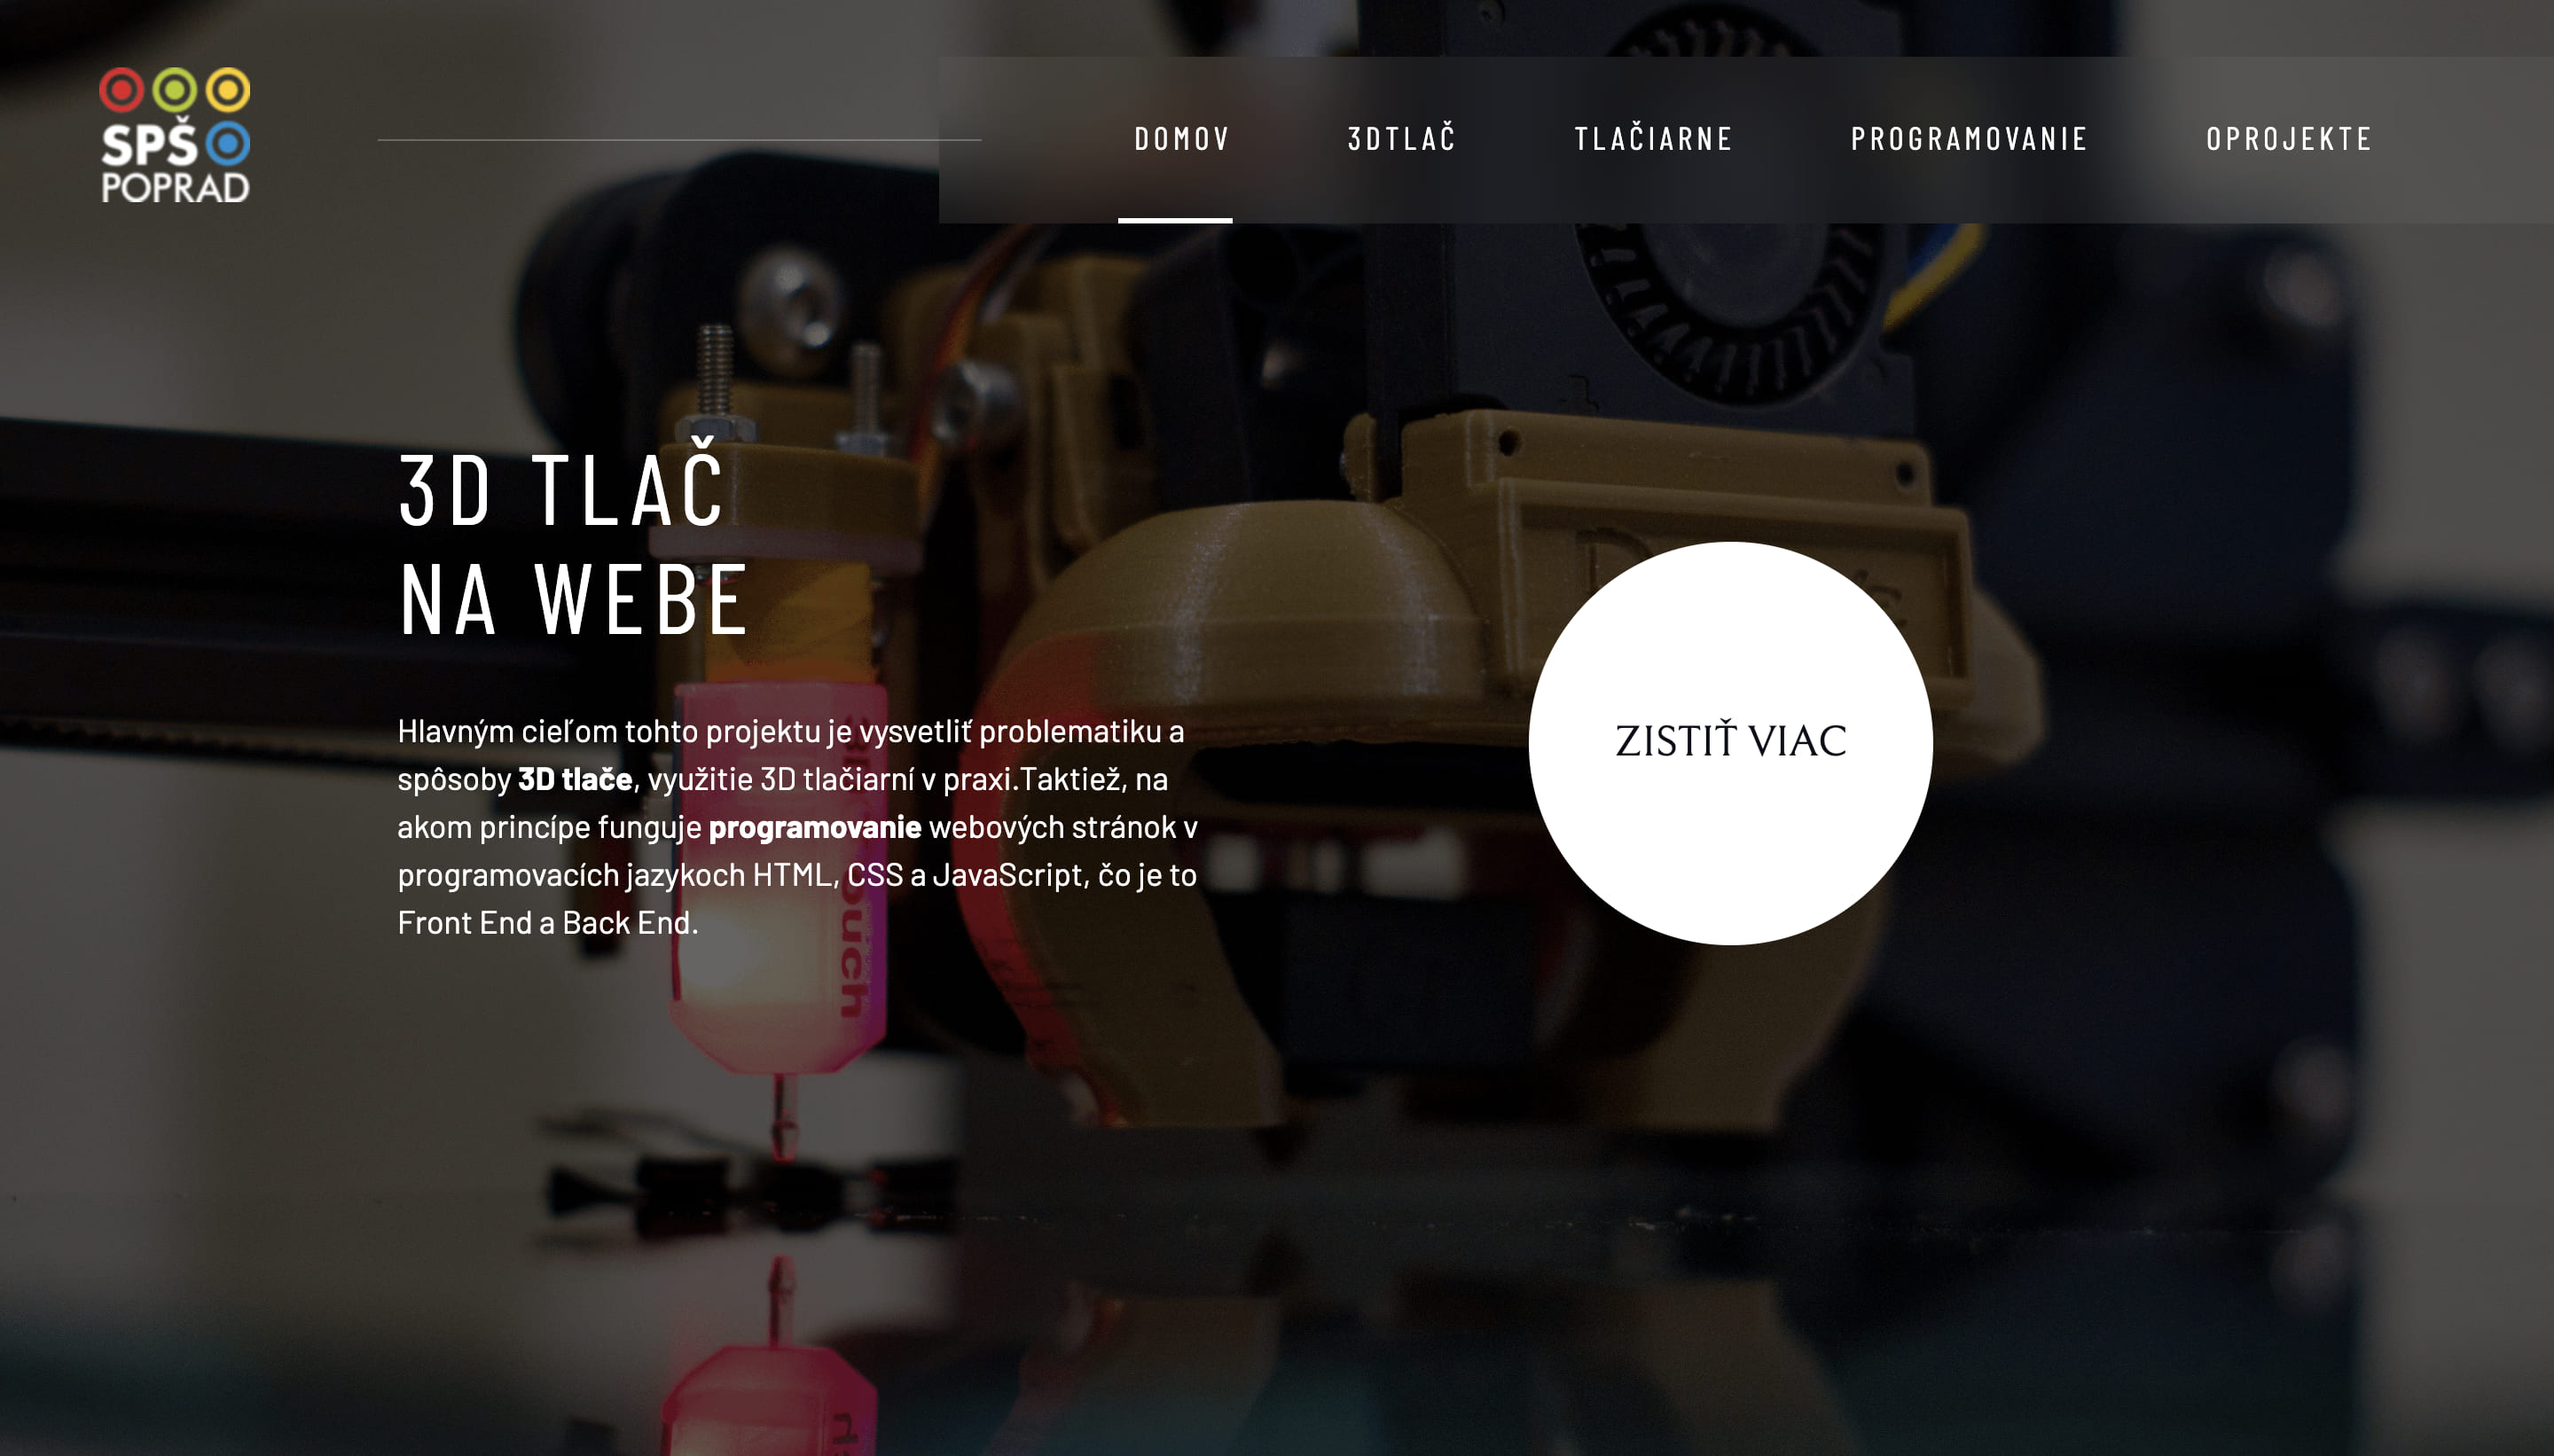 SPŠ
POPRAD
DOMOV
3DTLAČ
TLAČIARNE
PROGRAMOVANIE
OPROJEKTE
3D TLAČ
NA WEBE
Hlavným cieľom tohto projektu je vysvetliť problematiku a
spôsoby 3D tlače, využitie 3D tlačiarní v praxi.Taktiež, na
akom princípe funguje programovanie webových stránok v
programovacích jazykoch HTML, CSS a JavaScript, čo je to
Front End a Back End.
ZISTIŤ VIAC